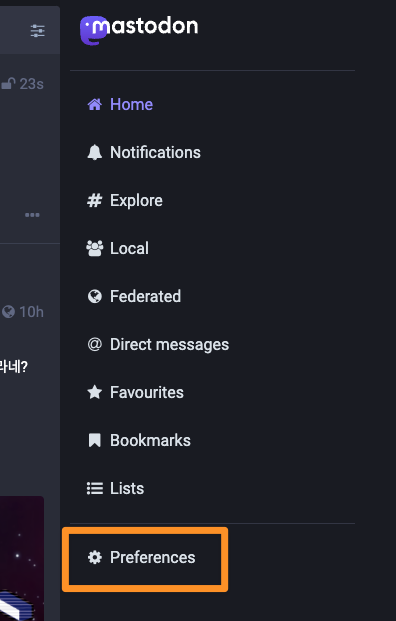 mastodon
23s
Home
Notifications
Explore
Local
Federated
10h
Direct messages
라네?
Favourites
Bookmarks
Lists
Preferences